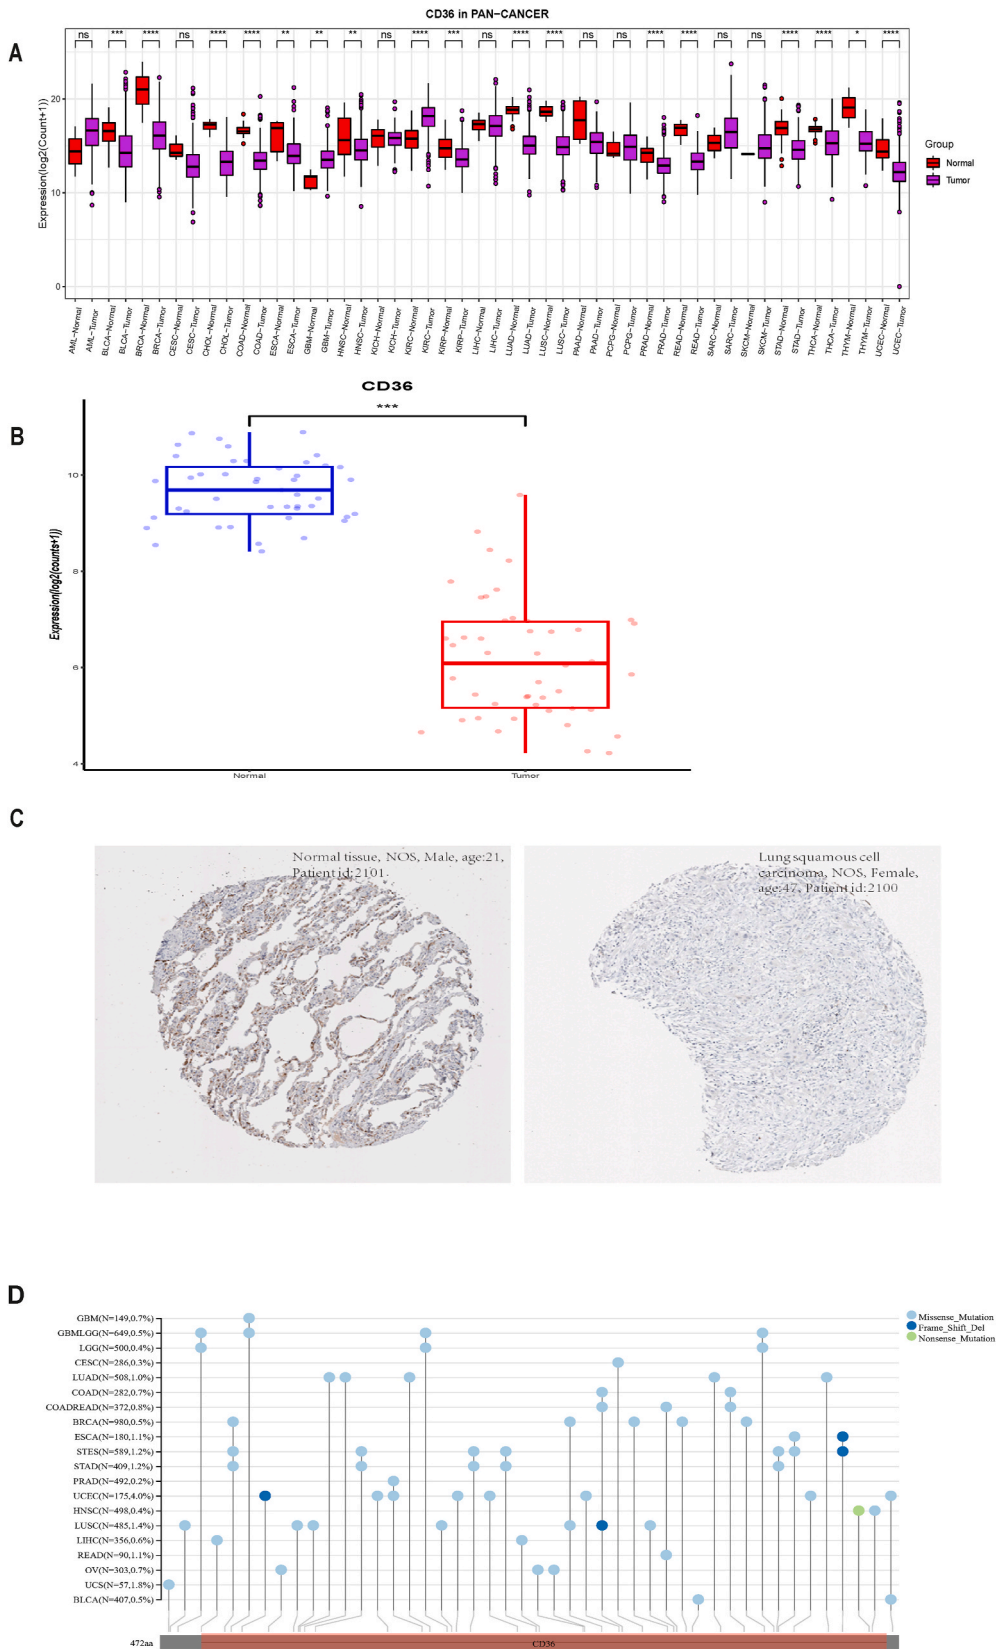 CD36 in PAN−CANCER
A
ns *** **** ns **** **** ** ** ** ns **** *** ns **** **** ns ns **** **** ns ns **** **** * ****
Expression(log2(Count+1))
20
10
0
Group
Normal
Tumor
AML−Normal
AML−Tumor
BLCA−Normal
BLCA−Tumor
BRCA−Normal
BRCA−Tumor
CESC−Normal
CESC−Tumor
CHOL−Normal
CHOL−Tumor
COAD−Normal
COAD−Tumor
ESCA−Normal
ESCA−Tumor
GBM−Normal
GBM−Tumor
HNSC−Normal
HNSC−Tumor
KICH−Normal
KICH−Tumor
KIRC−Normal
KIRC−Tumor
KIRP−Normal
KIRP−Tumor
LIHC−Normal
LIHC−Tumor
LUAD−Normal
LUAD−Tumor
LUSC−Normal
LUSC−Tumor
PAAD−Normal
PAAD−Tumor
PCPG−Normal
PCPG−Tumor
PRAD−Normal
PRAD−Tumor
READ−Normal
READ−Tumor
SARC−Normal
SARC−Tumor
SKCM−Normal
SKCM−Tumor
STAD−Normal
STAD−Tumor
THCA−Normal
THCA−Tumor
THYM−Normal
THYM−Tumor
UCEC−Normal
UCEC−Tumor
CD36
B
***
Expression(log2(counts+1))
10
8
6
4
Normal
Tumor
C
Normal tissue, NOS, Male, age:21,
Patient id:2101
Lung squamous cell
carcinoma, NOS, Female,
age:47, Patient id:2100
D
GBM(N=149,0.7%)
GBMLGG(N=649,0.5%)
LGG(N=500,0.4%)
CESC(N=286,0.3%)
LUAD(N=508,1.0%)
COAD(N=282,0.7%)
COADREAD(N=372,0.8%)
BRCA(N=980,0.5%)
ESCA(N=180,1.1%)
STES(N=589,1.2%)
STAD(N=409,1.2%)
PRAD(N=492,0.2%)
UCEC(N=175,4.0%)
HNSC(N=498,0.4%)
LUSC(N=485,1.4%)
LIHC(N=356,0.6%)
READ(N=90,1.1%)
OV(N=303,0.7%)
UCS(N=57,1.8%)
BLCA(N=407,0.5%)
Missense_Mutation
Frame_Shift_Del
Nonsense_Mutation
472aa
CD36